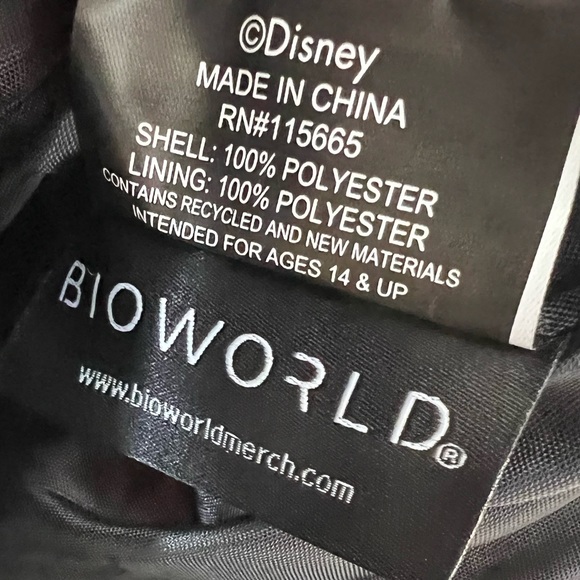 ©Disney
MADE IN CHINA
RN#115665
SHELL: 100% POLYESTER
LINING: 100% POLYESTER
CONTAINS RECYCLED AND NEW MATERIALS
INTENDED FOR AGES 14 & UP
BIOWORLD®
www.bioworldmerch.com